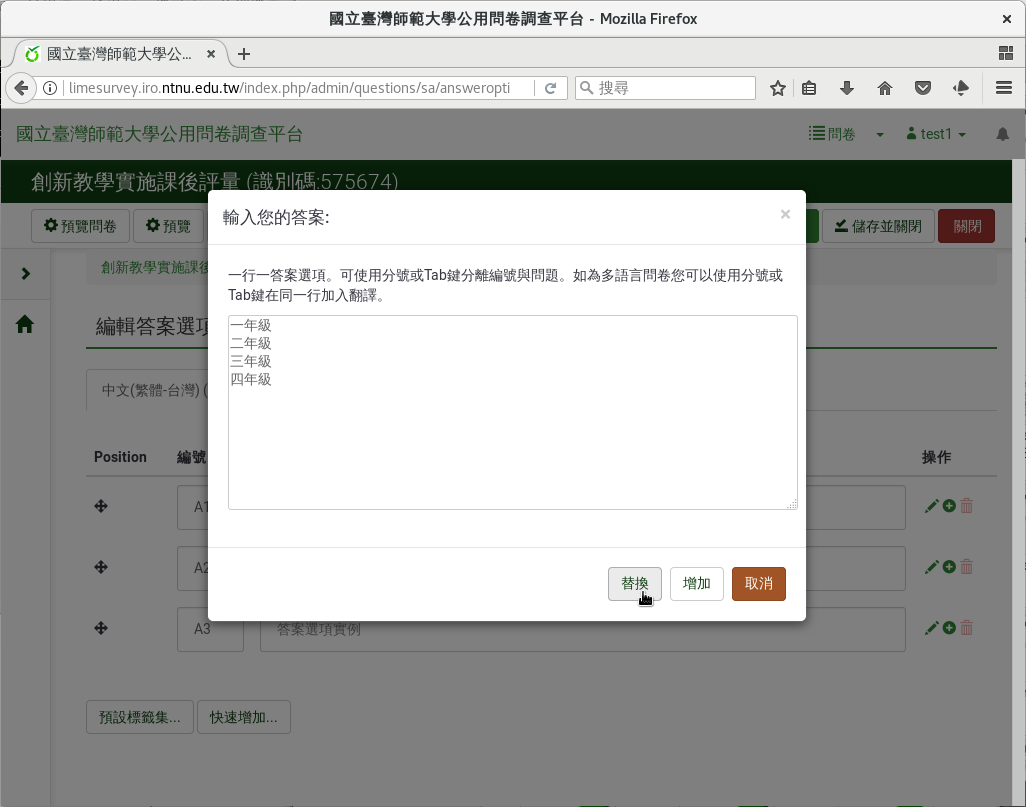 國立臺灣師範大學公用問卷調查平台 - Mozilla Firefox
國立臺灣師範大學公...
limesurvey.iro.ntnu.edu.tw/index.php/admin/questions/sa/answeropti
搜尋
國立臺灣師範大學公用問卷調查平台
問卷
test1
創新教學實施課後評量 (識別碼:575674)
預覽問卷
預覽
儲存並關閉
關閉
創新教學實施課後
輸入您的答案:
×
一行一答案選項。可使用分號或Tab鍵分離編號與問題。如為多語言問卷您可以使用分號或
Tab鍵在同一行加入翻譯。
編輯答案選項
一年級
二年級
三年級
四年級
中文(繁體-台灣) (
Position
編號
操作
A1
A2
替換
增加
取消
A3
答案選項實例
預設標籤集...
快速增加...